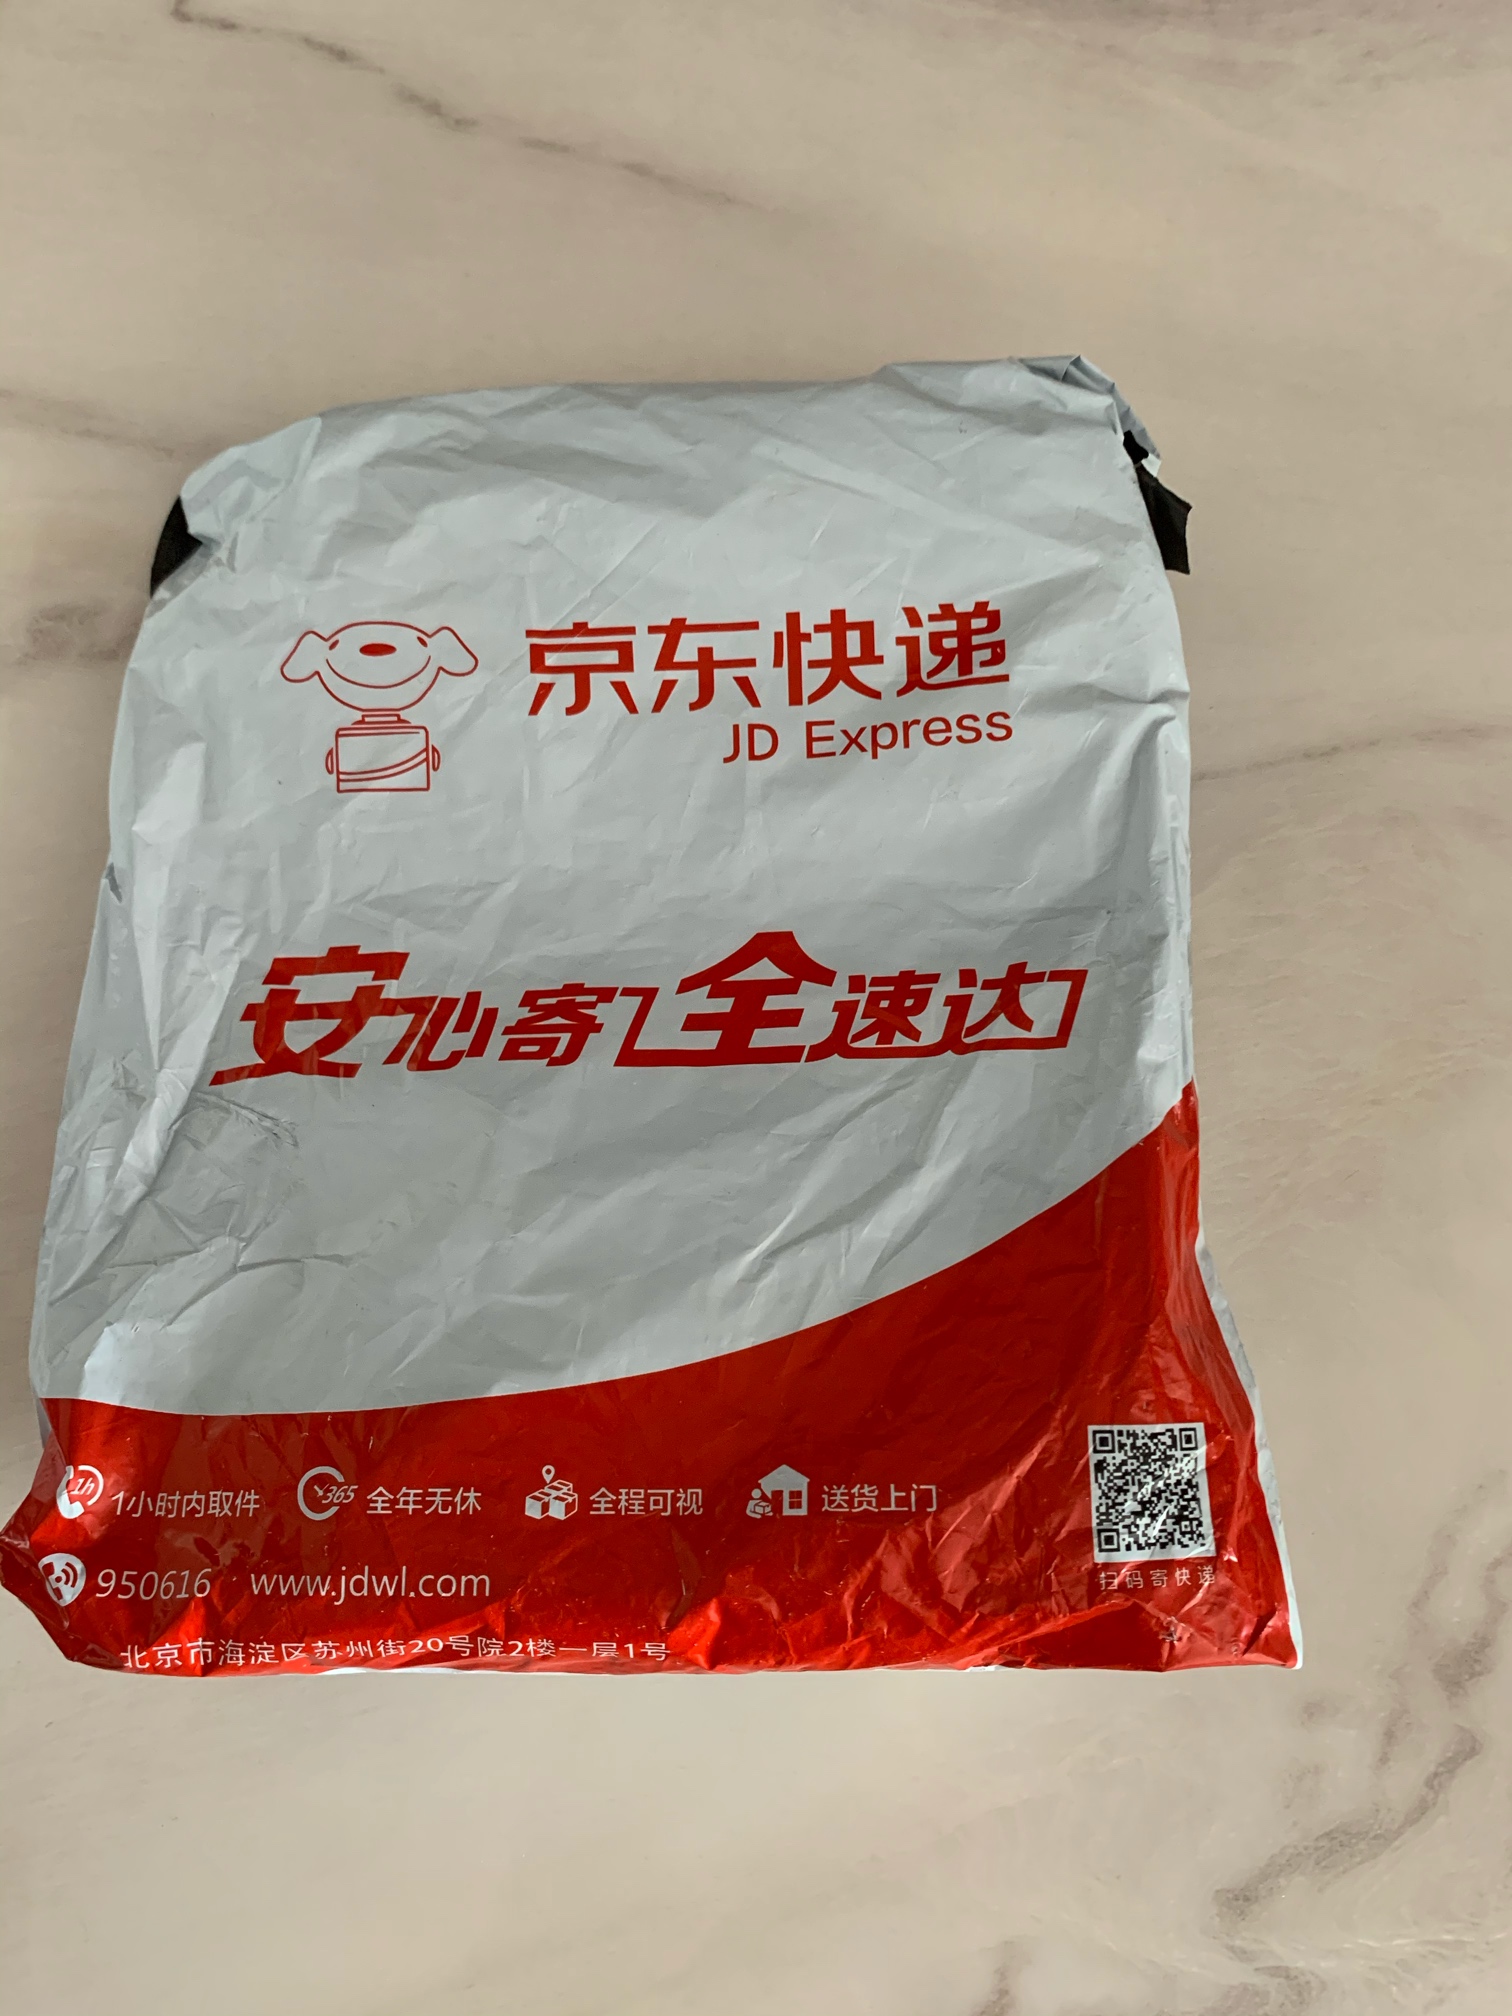 京东快递
JD Express
安心寄 全速达
1h 1小时内取件 365 全年无休 全程可视 送货上门
950616 www.jdwl.com
扫码寄快递
北京市海淀区苏州街20号院2楼一层1号